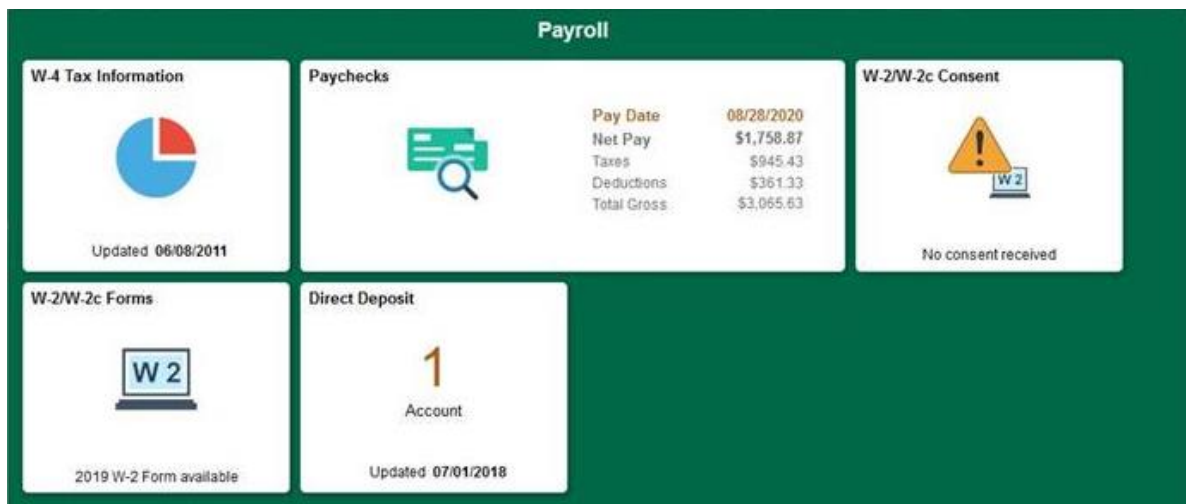 Payroll
W-4 Tax Information
Updated 06/08/2011
Paychecks
Pay Date 08/28/2020
Net Pay $1,758.87
Taxes $945.43
Deductions $361.33
Total Gross $3,065.63
W-2/W-2c Consent
W 2
No consent received
W-2/W-2c Forms
W 2
2019 W-2 Form available
Direct Deposit
1
Account
Updated 07/01/2018